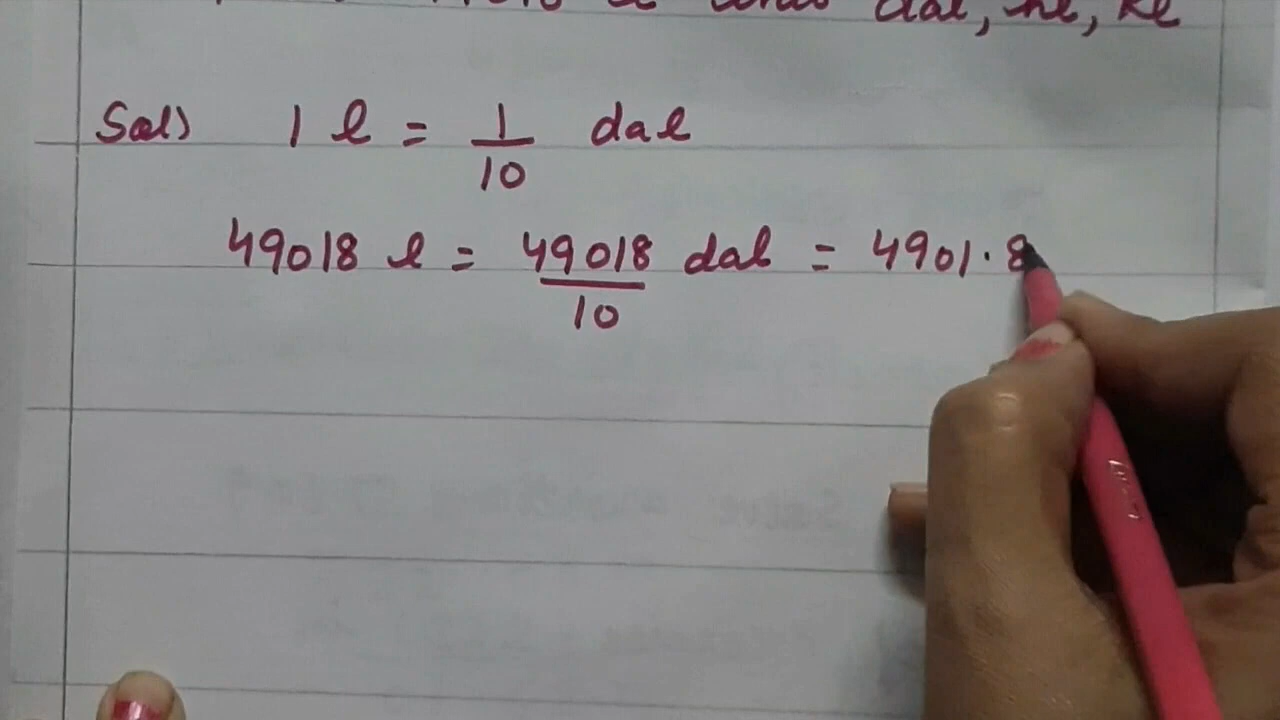 dal, hl, kl
Sol) 1 l = 1/10 dal
49018 l = 49018/10 dal = 4901.8